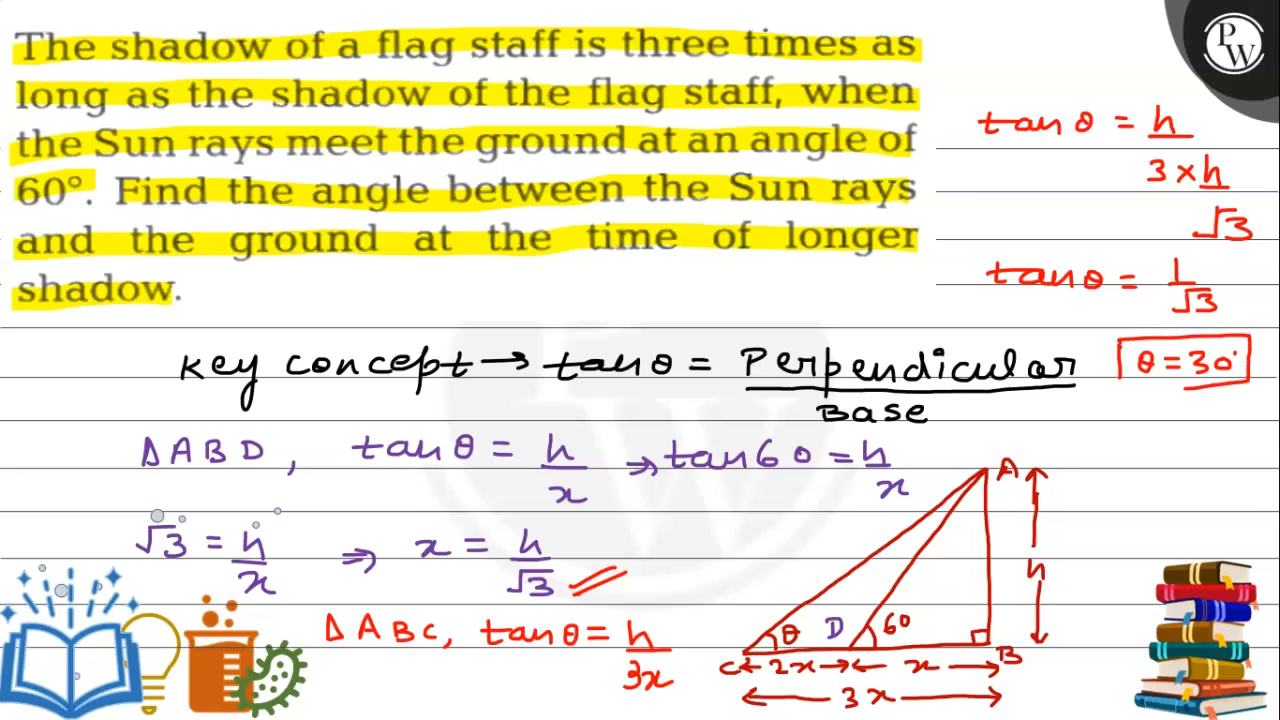 The shadow of a flag staff is three times as
long as the shadow of the flag staff, when
the Sun rays meet the ground at an angle of
60°. Find the angle between the Sun rays
and the ground at the time of longer
shadow.
PW
tan θ = h
3 × h
√3
tan θ = 1
√3
θ = 30°
Key concept → tan θ = Perpendicular
Base
Δ ABD, tan θ = h ⇒ tan 60 = h
x x
√3 = h ⇒ x = h
x √3
Δ ABC, tan θ = h
3x
A
h
θ D 60
C 2x x B
3x